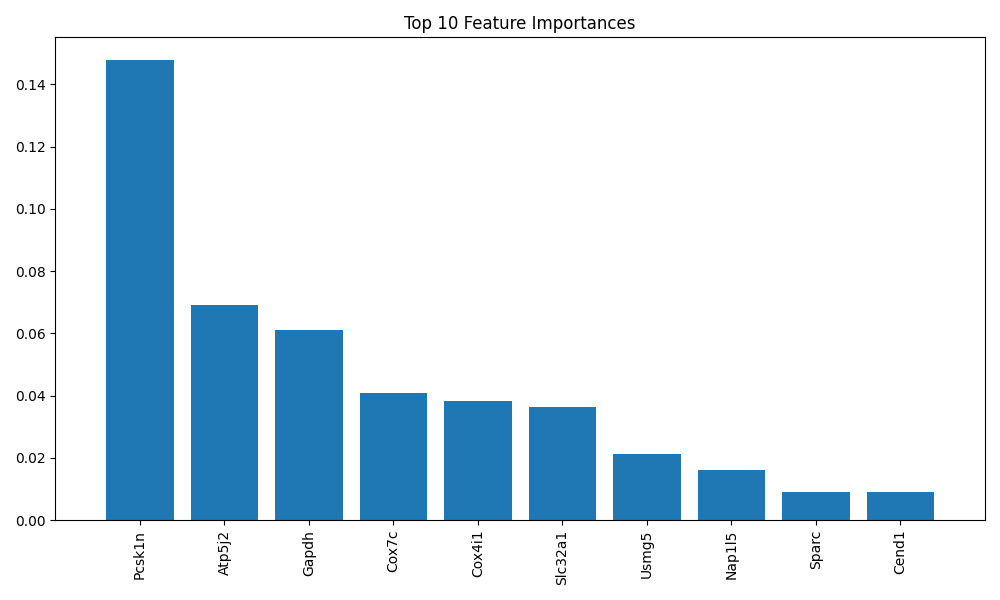 Top 10 Feature Importances
0.14
0.12
0.10
0.08
0.06
0.04
0.02
0.00
Pcsk1n
Atp5j2
Gapdh
Cox7c
Cox4i1
Slc32a1
Usmg5
Nap1l5
Sparc
Cend1